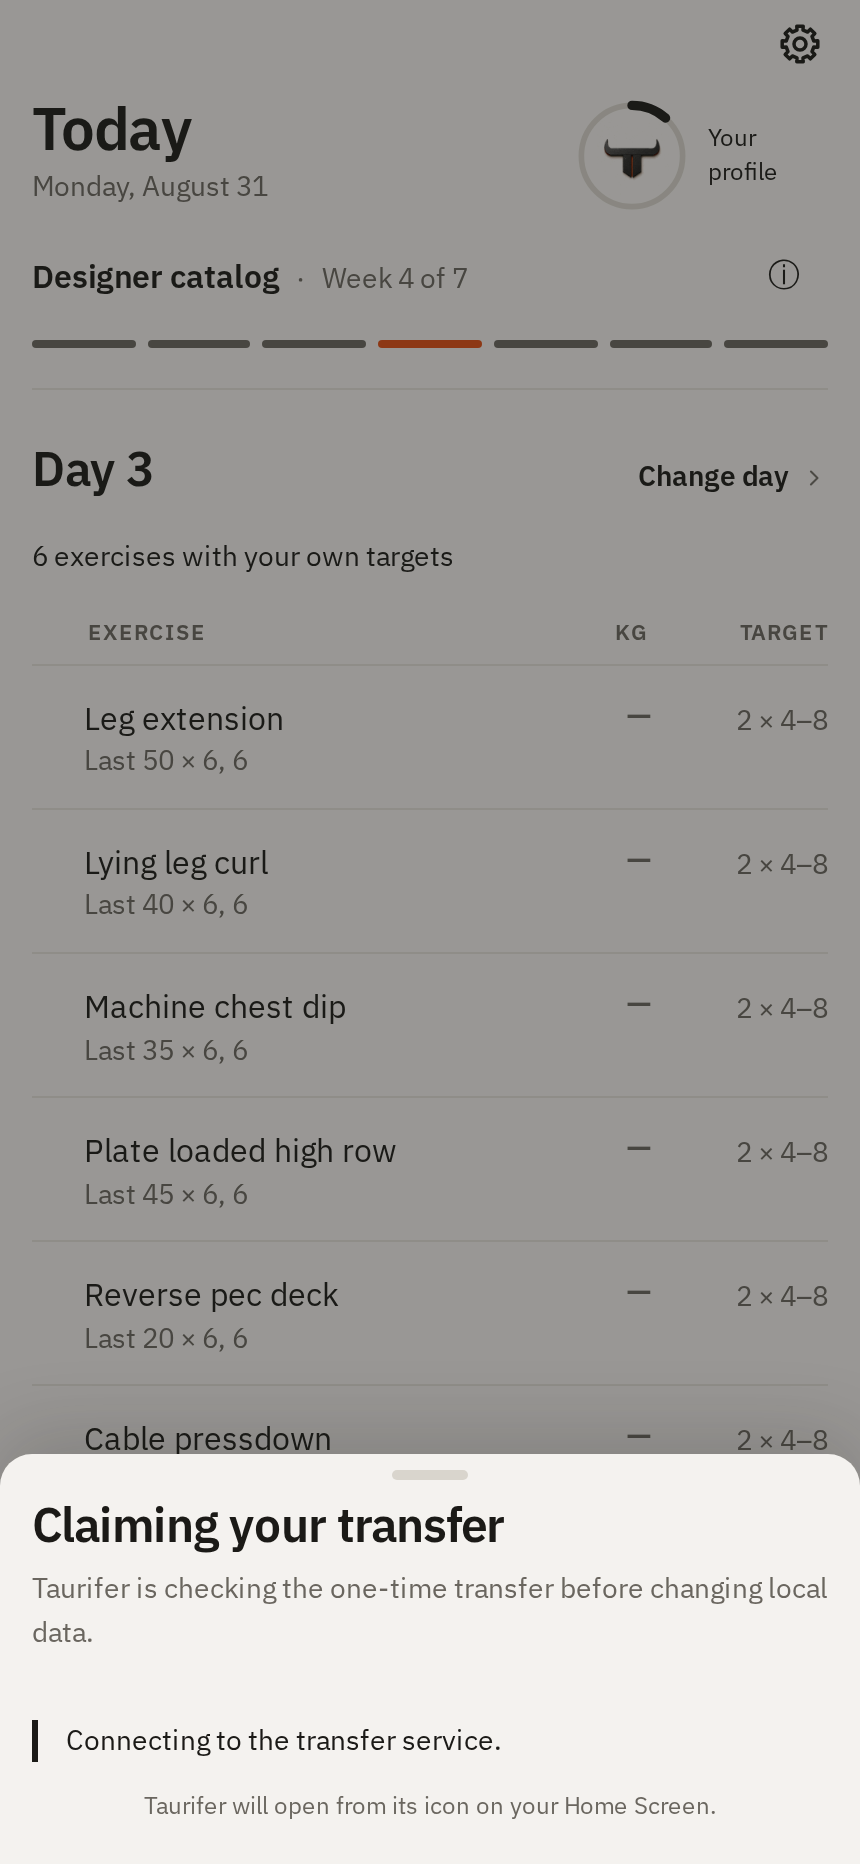 Today
Monday, August 31
Your
profile
Designer catalog · Week 4 of 7
Day 3
Change day
6 exercises with your own targets
EXERCISE KG TARGET
Leg extension — 2 × 4–8
Last 50 × 6, 6
Lying leg curl — 2 × 4–8
Last 40 × 6, 6
Machine chest dip — 2 × 4–8
Last 35 × 6, 6
Plate loaded high row — 2 × 4–8
Last 45 × 6, 6
Reverse pec deck — 2 × 4–8
Last 20 × 6, 6
Cable pressdown — 2 × 4–8
Claiming your transfer
Taurifer is checking the one-time transfer before changing local
data.
Connecting to the transfer service.
Taurifer will open from its icon on your Home Screen.